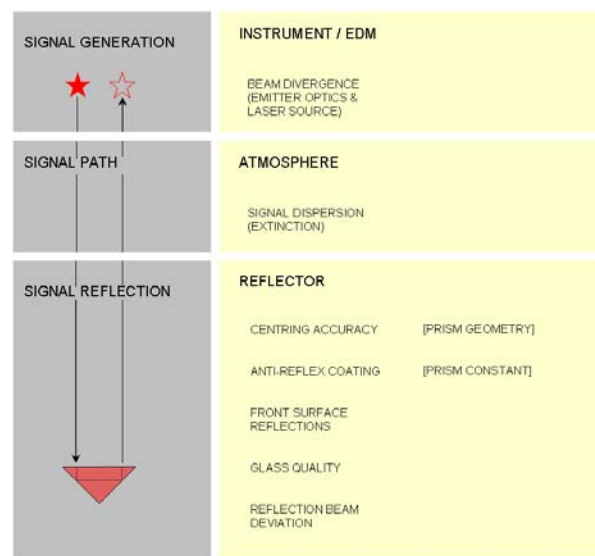 SIGNAL GENERATION
INSTRUMENT / EDM
BEAM DIVERGENCE
(EMITTER OPTICS &
LASER SOURCE)
SIGNAL PATH
ATMOSPHERE
SIGNAL DISPERSION
(EXTINCTION)
SIGNAL REFLECTION
REFLECTOR
CENTRING ACCURACY [PRISM GEOMETRY]
ANTI-REFLEX COATING [PRISM CONSTANT]
FRONT SURFACE
REFLECTIONS
GLASS QUALITY
REFLECTION BEAM
DEVIATION